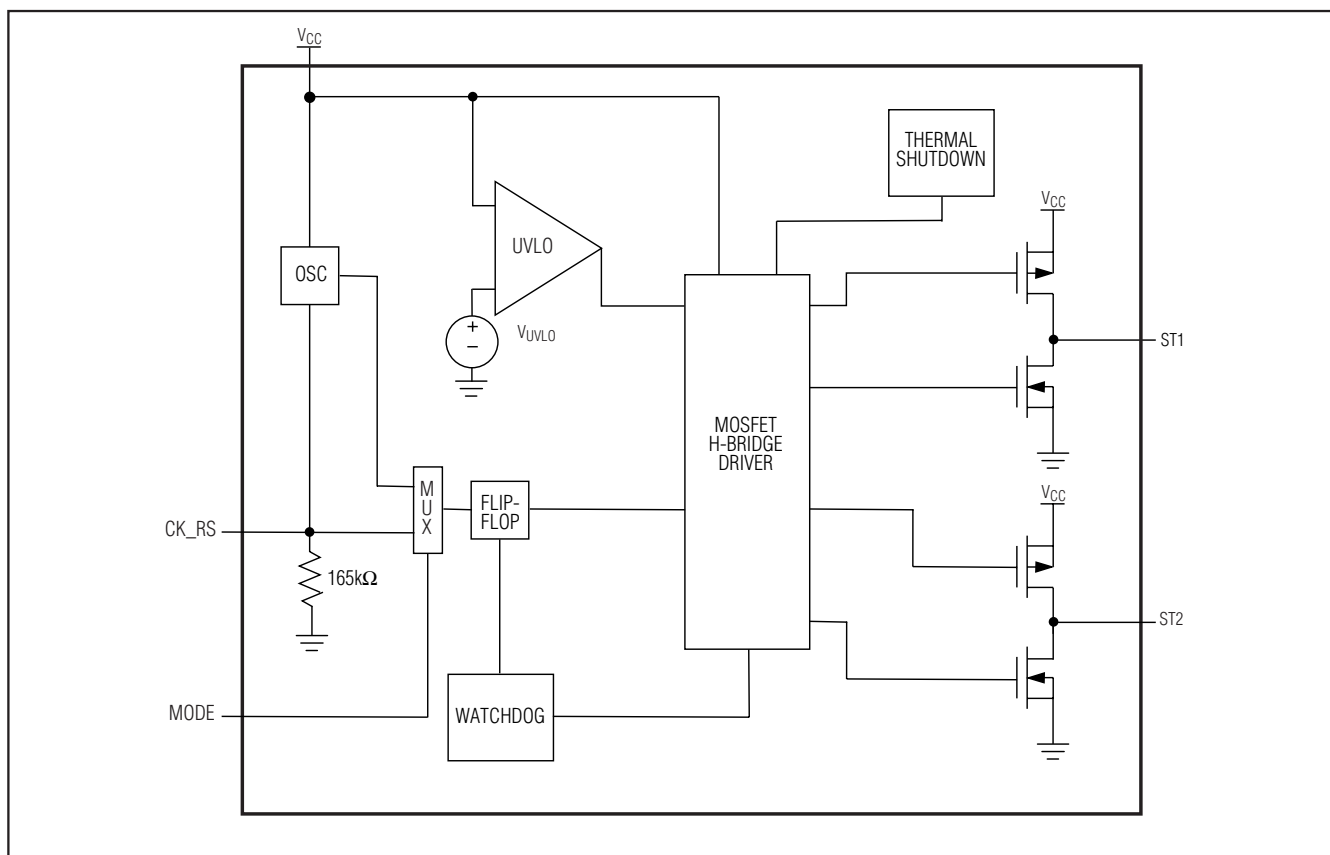 VCC
THERMAL
SHUTDOWN
VCC
UVLO
OSC
+
−
VUVLO
ST1
MOSFET
H-BRIDGE
DRIVER
MUX
FLIP-
FLOP
VCC
CK_RS
165kΩ
ST2
MODE
WATCHDOG